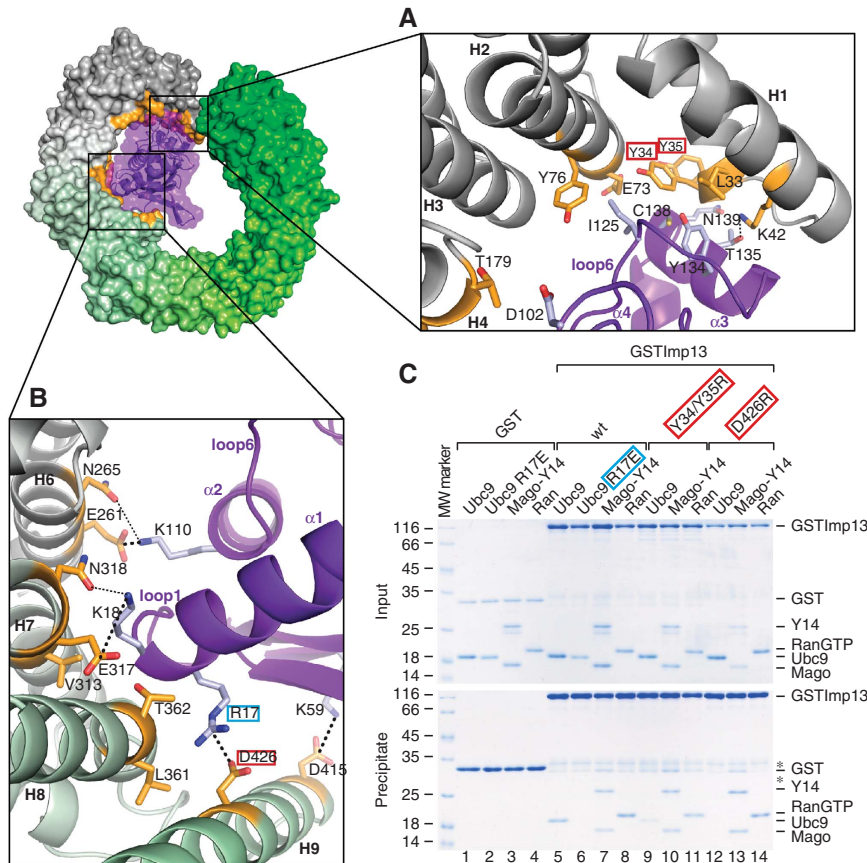 A
H2
H1
Y34
Y35
Y76
E73
L33
H3
I125
C138
N139
K42
T135
T179
loop6
Y134
D102
H4
α4
α3
B
loop6
N265
H6
α2
E261
α1
K110
N318
loop1
K18
H7
E317
V313
T362
R17
K59
D426
L361
D415
H8
H9
C
GSTImp13
GST
wt
Y34/Y35R
D426R
MW marker
Ubc9
Ubc9 R17E
Mago-Y14
Ran
Ubc9
Ubc9 R17E
Mago-Y14
Ran
Ubc9
Mago-Y14
Ran
Ubc9
Mago-Y14
Ran
Input
116
66
45
35
25
18
14
GSTImp13
GST
Y14
RanGTP
Ubc9
Mago
Precipitate
116
66
45
35
25
18
14
GSTImp13
*
GST
*
Y14
RanGTP
Ubc9
Mago
1 2 3 4 5 6 7 8 9 10 11 12 13 14